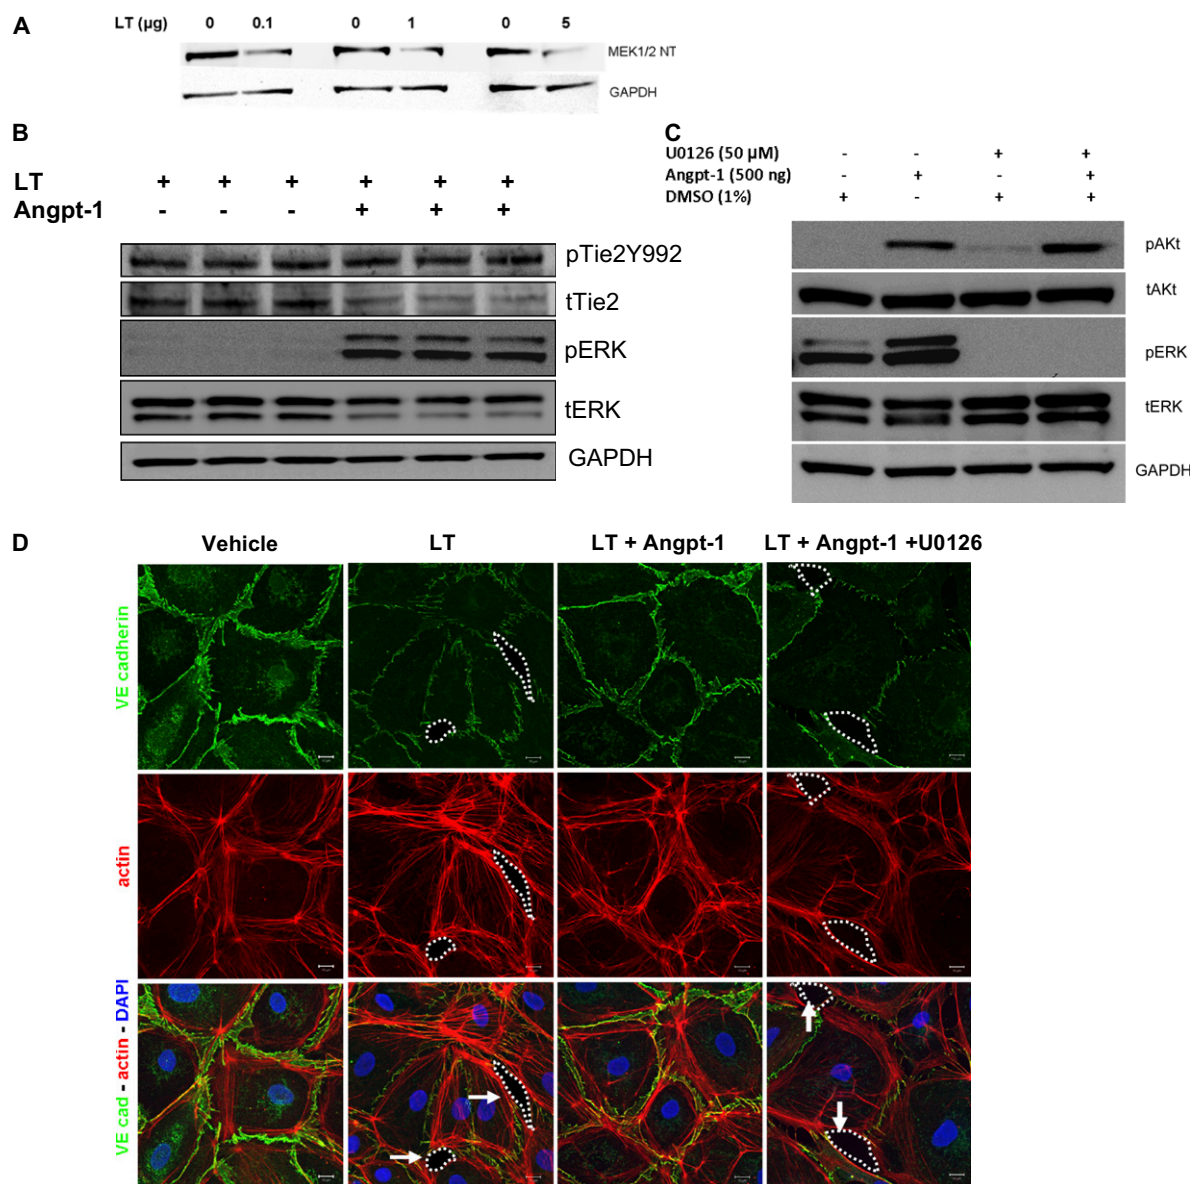 A
LT (µg) 0 0.1 0 1 0 5
MEK1/2 NT
GAPDH
B
LT + + + + + +
Angpt-1 - - - + + +
pTie2Y992
tTie2
pERK
tERK
GAPDH
C
U0126 (50 µM) - - + +
Angpt-1 (500 ng) - + - +
DMSO (1%) + - + +
pAKt
tAKt
pERK
tERK
GAPDH
D
Vehicle LT LT + Angpt-1 LT + Angpt-1 +U0126
VE cadherin
actin
VE cad - actin - DAPI